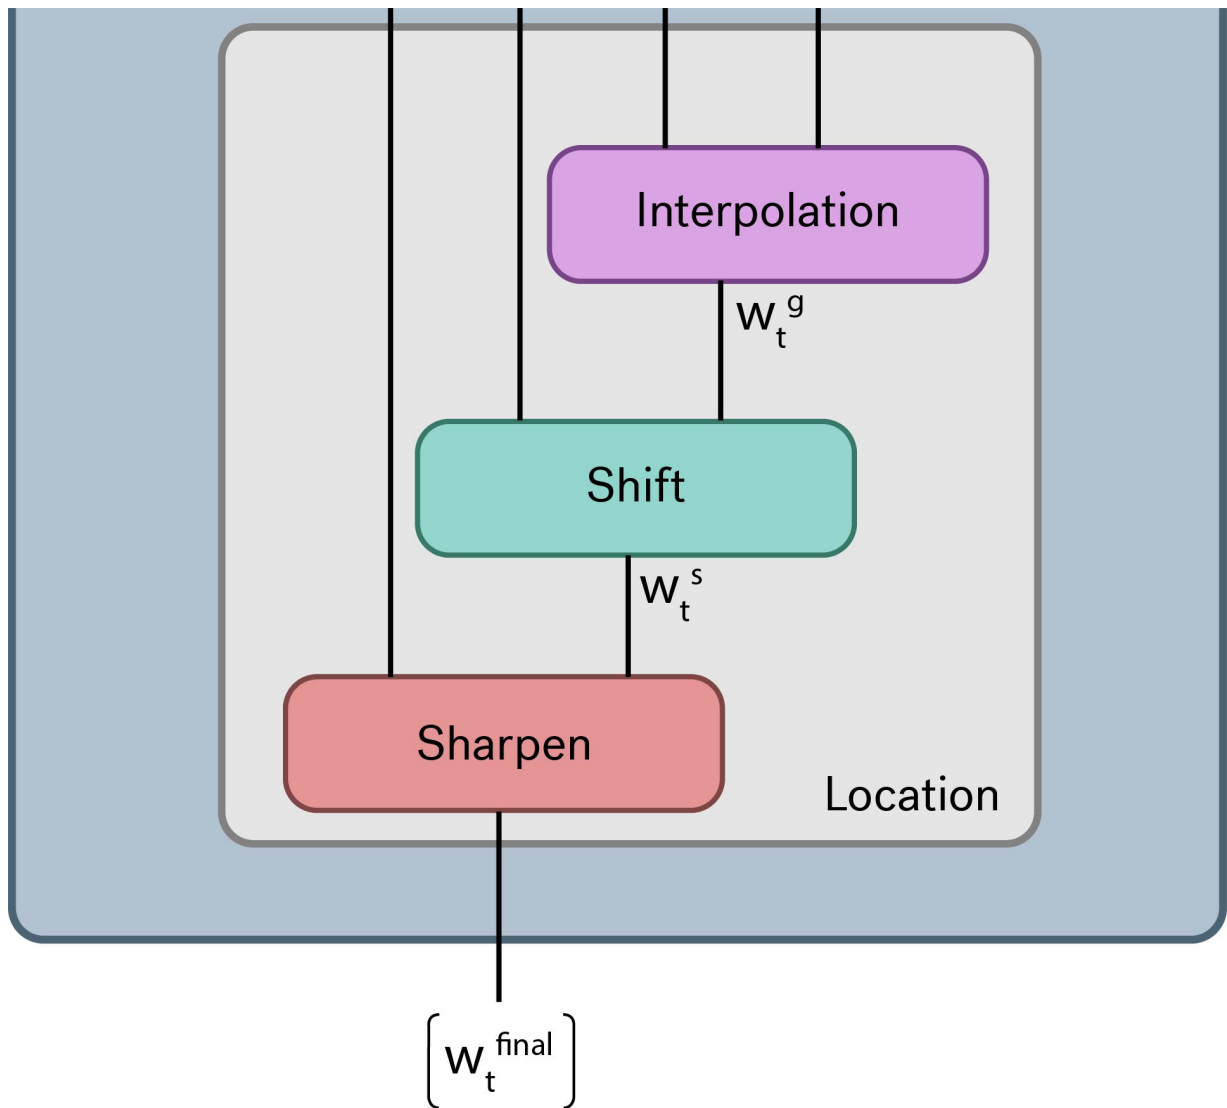 Interpolation
w_t^g
Shift
w_t^s
Sharpen
Location
[w_t^final]